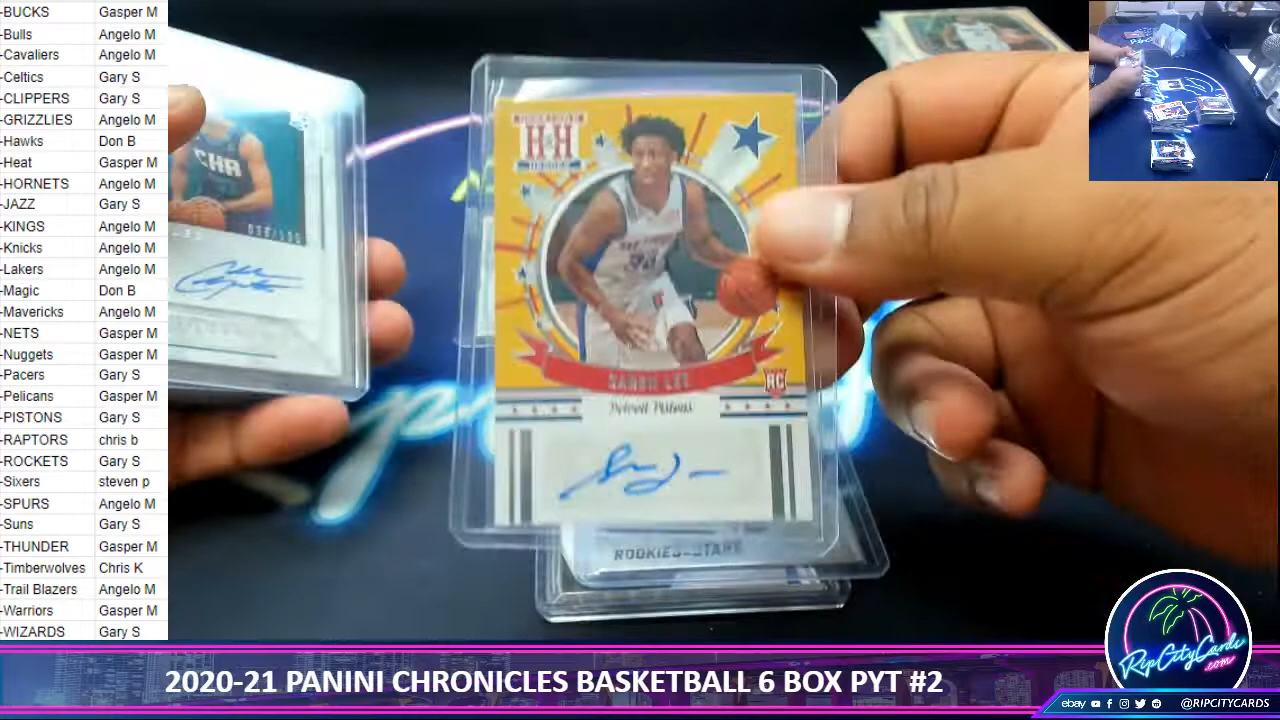 -BUCKS Gasper M
-Bulls Angelo M
-Cavaliers Angelo M
-Celtics Gary S
-CLIPPERS Gary S
-GRIZZLIES Angelo M
-Hawks Don B
-Heat Gasper M
-HORNETS Angelo M
-JAZZ Gary S
-KINGS Angelo M
-Knicks Angelo M
-Lakers Angelo M
-Magic Don B
-Mavericks Angelo M
-NETS Gasper M
-Nuggets Gasper M
-Pacers Gary S
-Pelicans Gasper M
-PISTONS Gary S
-RAPTORS chris b
-ROCKETS Gary S
-Sixers steven p
-SPURS Angelo M
-Suns Gary S
-THUNDER Gasper M
-Timberwolves Chris K
-Trail Blazers Angelo M
-Warriors Gasper M
-WIZARDS Gary S
CHA
H H
SABEN LEE
RC
Detroit Pistons
ROOKIES-STARS
RipCityCards
.com
2020-21 PANINI CHRONICLES BASKETBALL 6 BOX PYT #2
ebay @RIPCITYCARDS